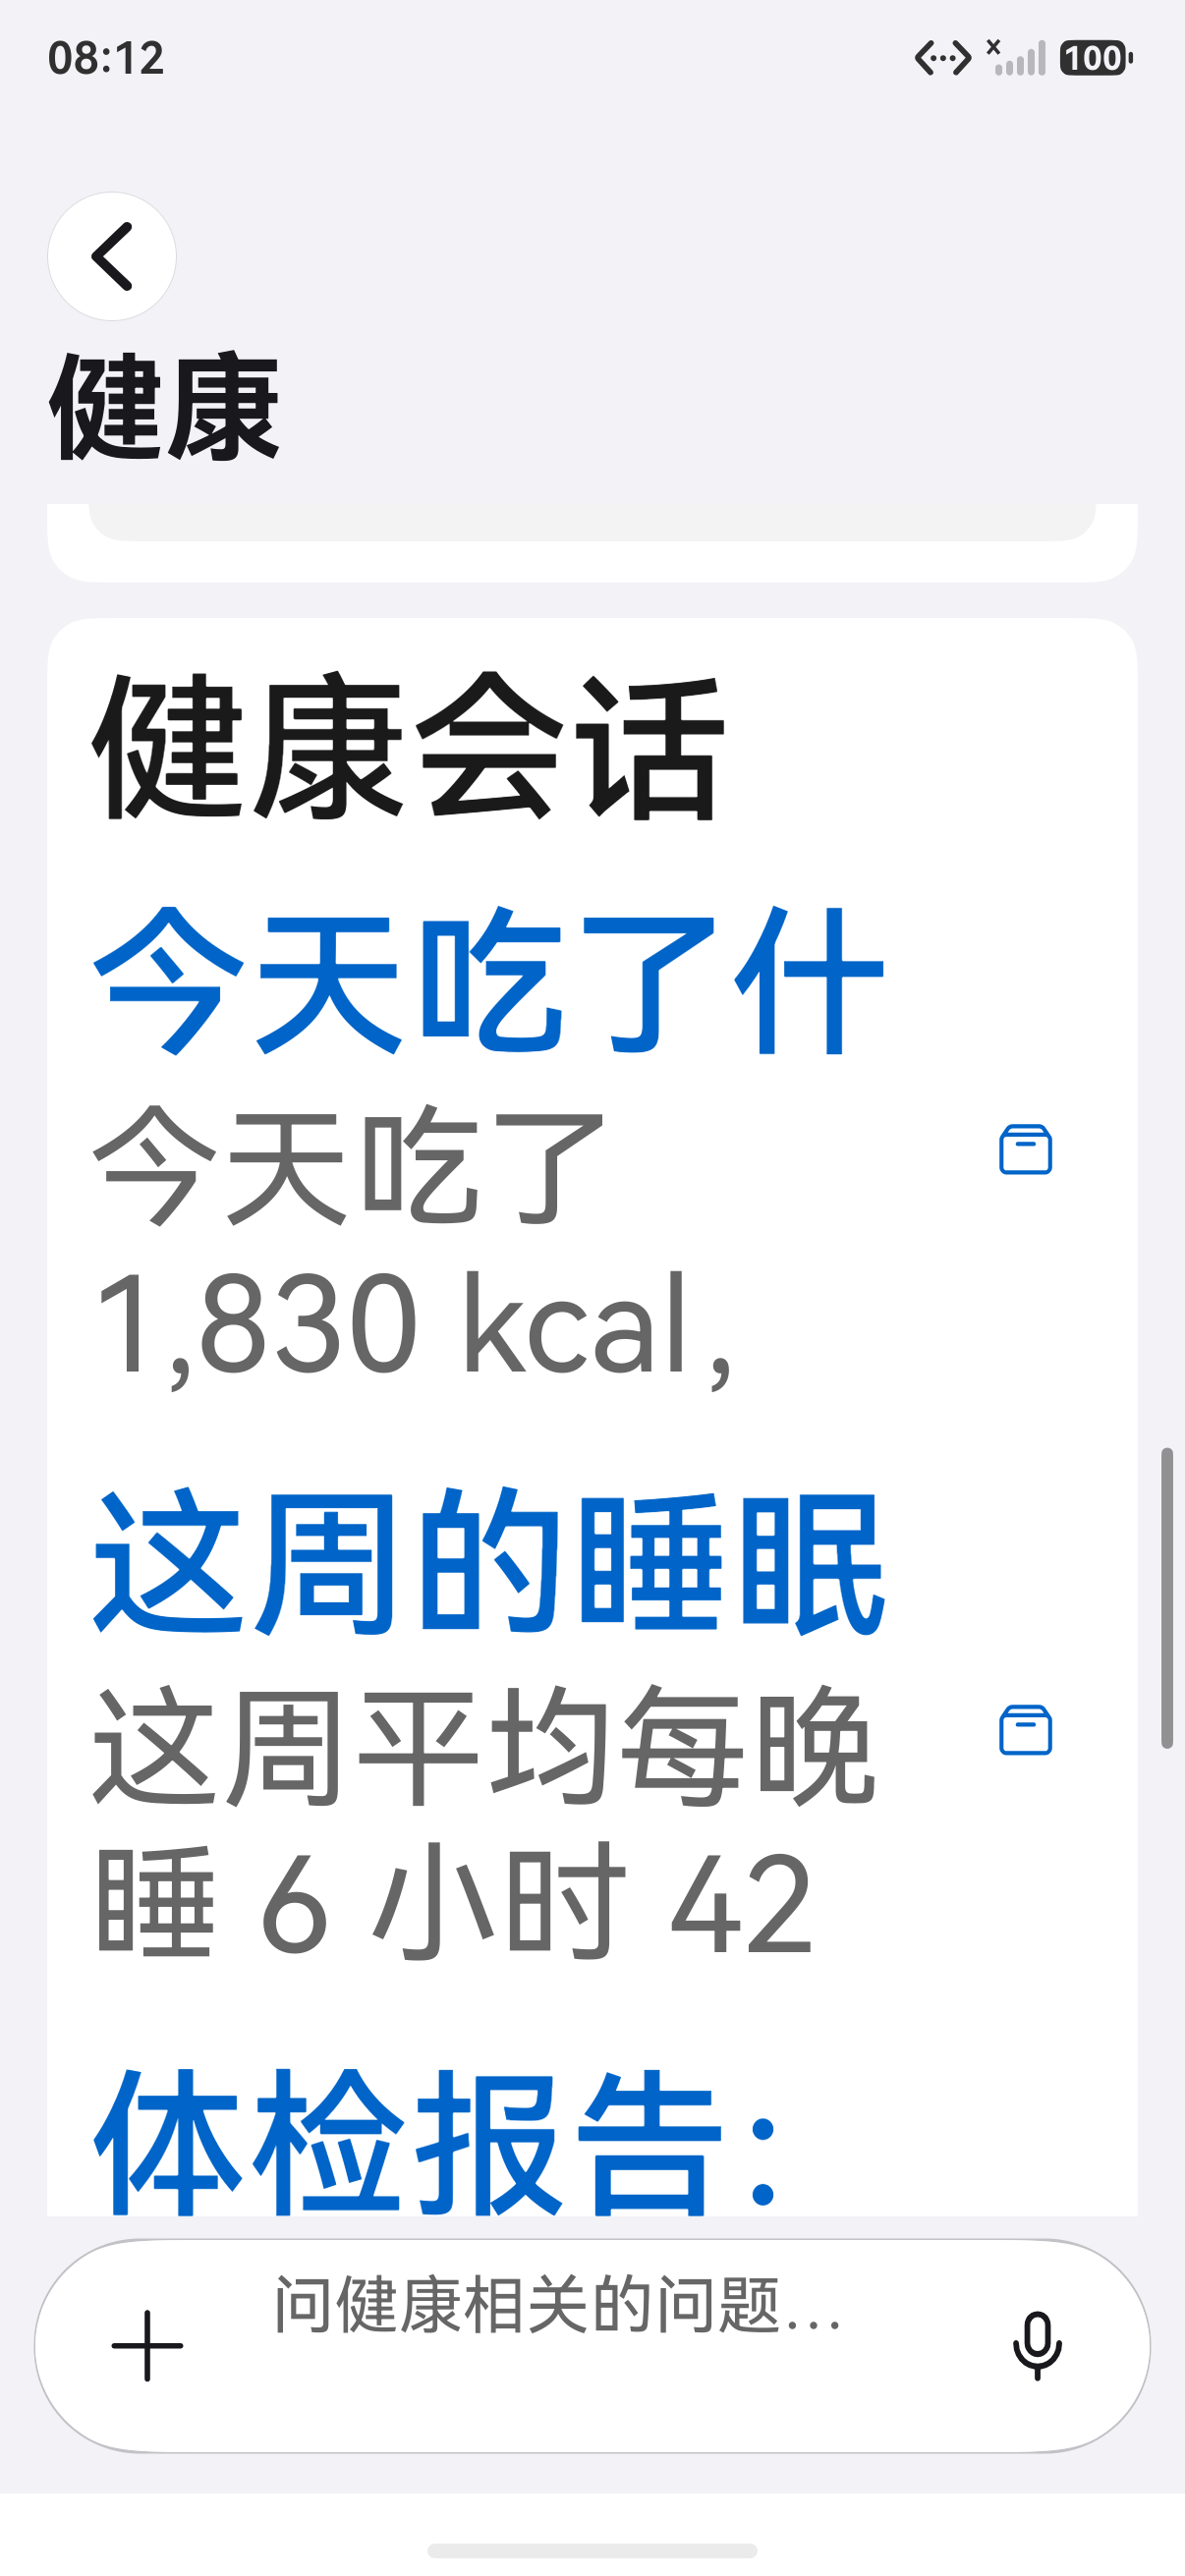 08:12
100
健康
健康会话
今天吃了什
今天吃了
1,830 kcal，
这周的睡眠
这周平均每晚
睡 6 小时 42
体检报告：
问健康相关的问题…